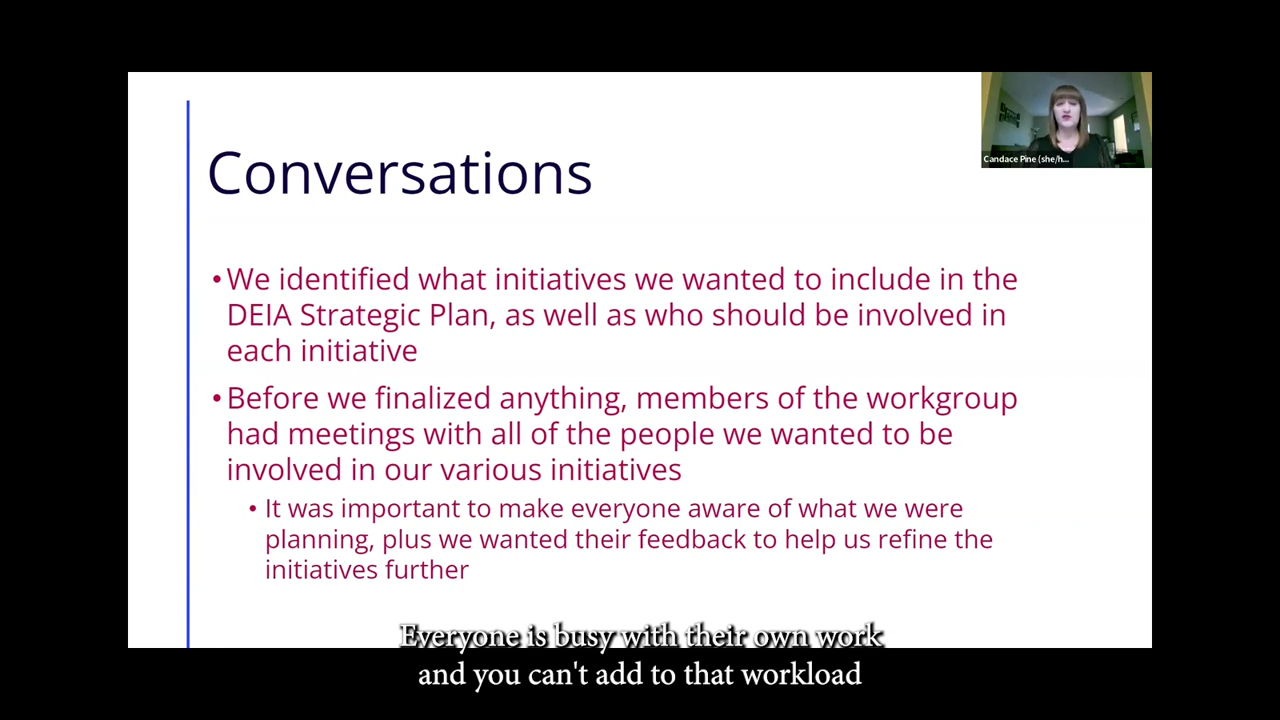 Candace Pine (she/h...
Conversations
• We identified what initiatives we wanted to include in the
DEIA Strategic Plan, as well as who should be involved in
each initiative
• Before we finalized anything, members of the workgroup
had meetings with all of the people we wanted to be
involved in our various initiatives
• It was important to make everyone aware of what we were
planning, plus we wanted their feedback to help us refine the
initiatives further
Everyone is busy with their own work
and you can't add to that workload